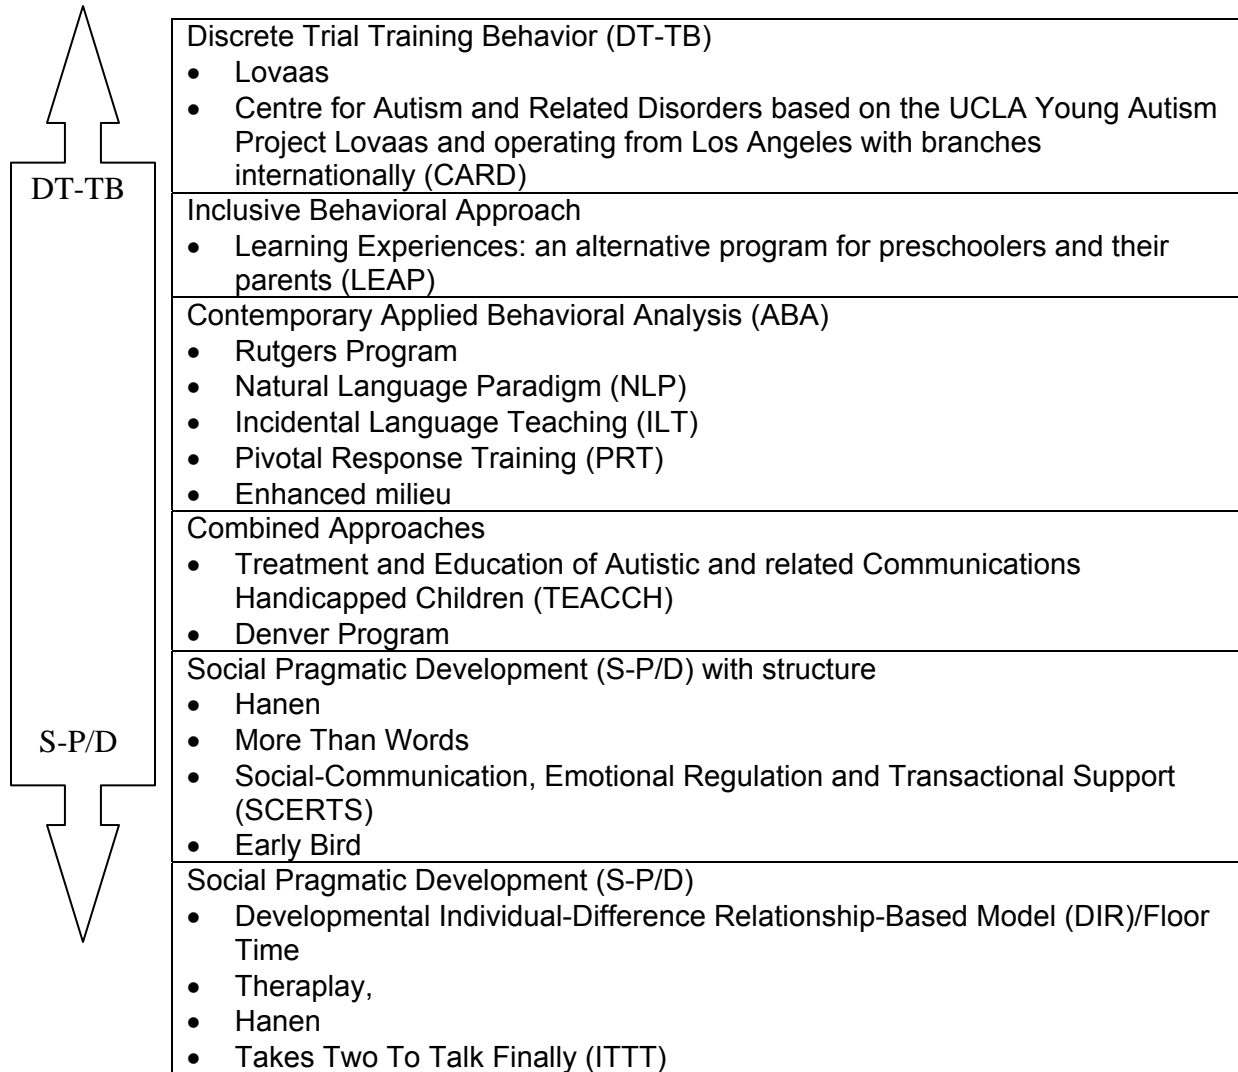 Discrete Trial Training Behavior (DT-TB)
• Lovaas
• Centre for Autism and Related Disorders based on the UCLA Young Autism
Project Lovaas and operating from Los Angeles with branches
internationally (CARD)
DT-TB
Inclusive Behavioral Approach
• Learning Experiences: an alternative program for preschoolers and their
parents (LEAP)
Contemporary Applied Behavioral Analysis (ABA)
• Rutgers Program
• Natural Language Paradigm (NLP)
• Incidental Language Teaching (ILT)
• Pivotal Response Training (PRT)
• Enhanced milieu
Combined Approaches
• Treatment and Education of Autistic and related Communications
Handicapped Children (TEACCH)
• Denver Program
Social Pragmatic Development (S-P/D) with structure
• Hanen
• More Than Words
S-P/D
• Social-Communication, Emotional Regulation and Transactional Support
(SCERTS)
• Early Bird
Social Pragmatic Development (S-P/D)
• Developmental Individual-Difference Relationship-Based Model (DIR)/Floor
Time
• Theraplay,
• Hanen
• Takes Two To Talk Finally (ITTT)